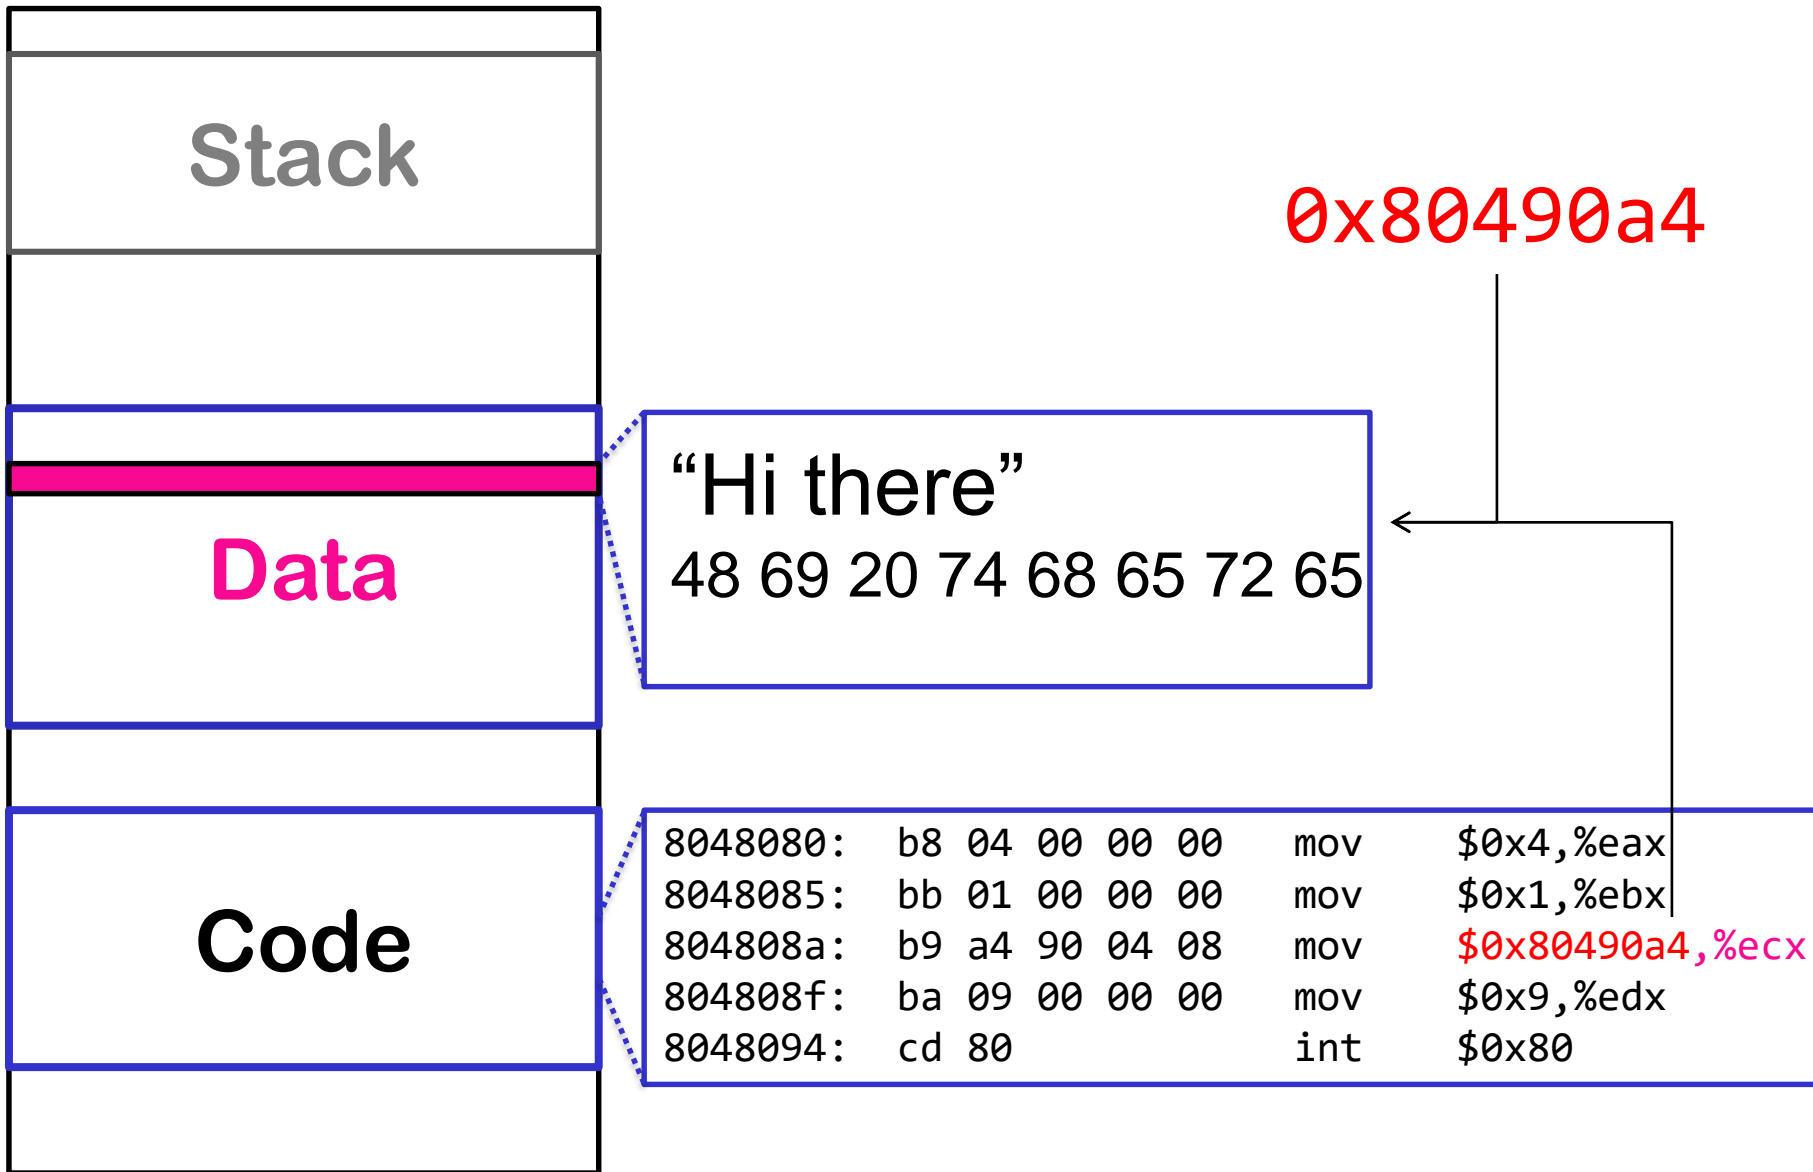 Stack
0x80490a4
“Hi there”
48 69 20 74 68 65 72 65
Data
Code
8048080: b8 04 00 00 00 mov $0x4,%eax
8048085: bb 01 00 00 00 mov $0x1,%ebx
804808a: b9 a4 90 04 08 mov $0x80490a4,%ecx
804808f: ba 09 00 00 00 mov $0x9,%edx
8048094: cd 80 int $0x80